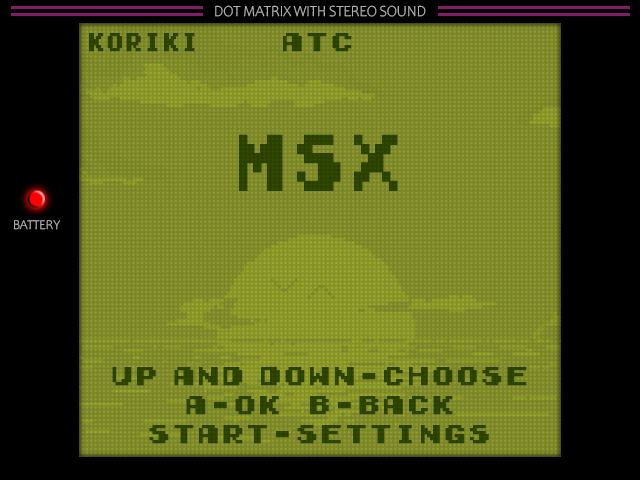 DOT MATRIX WITH STEREO SOUND
KORIKI ATC
MSX
BATTERY
UP AND DOWN-CHOOSE
A-OK B-BACK
START-SETTINGS